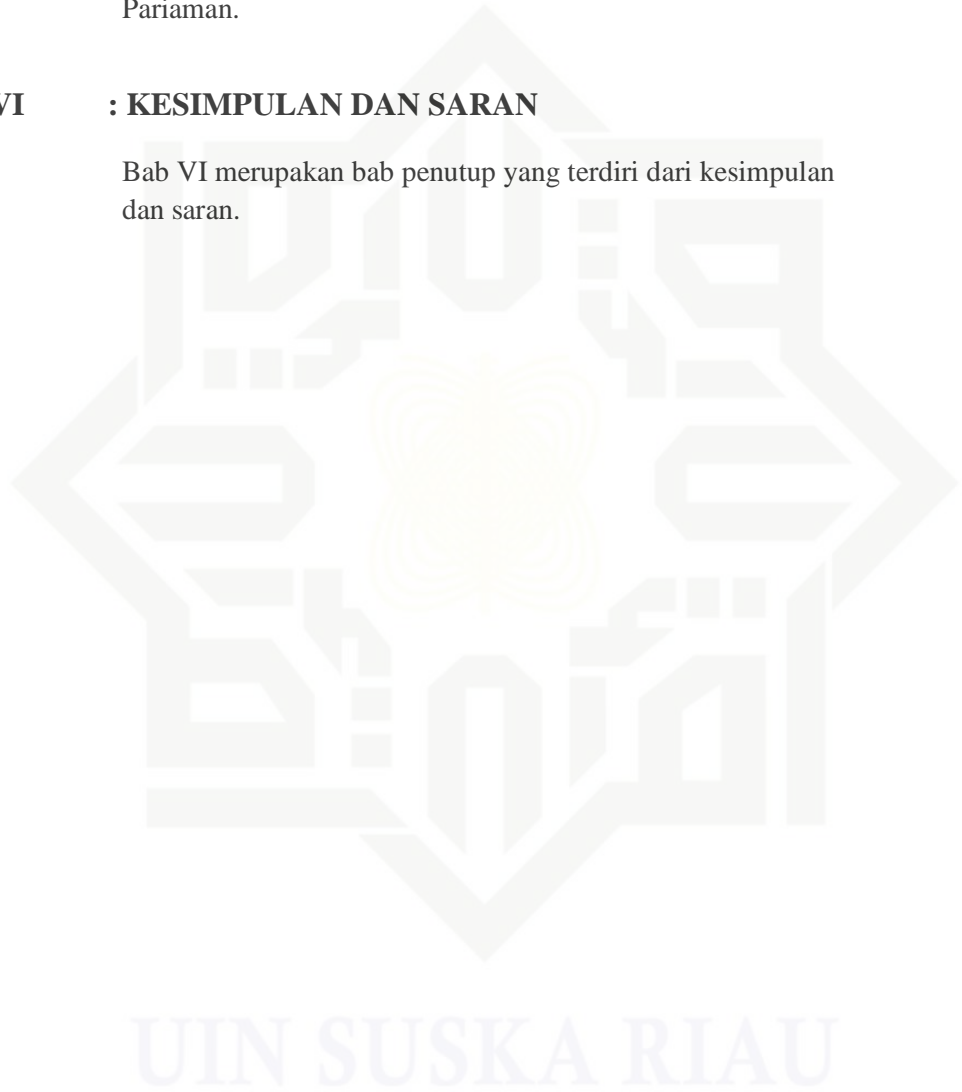 Pariaman.
VI : KESIMPULAN DAN SARAN
Bab VI merupakan bab penutup yang terdiri dari kesimpulan
dan saran.
UIN SUSKA RIAU